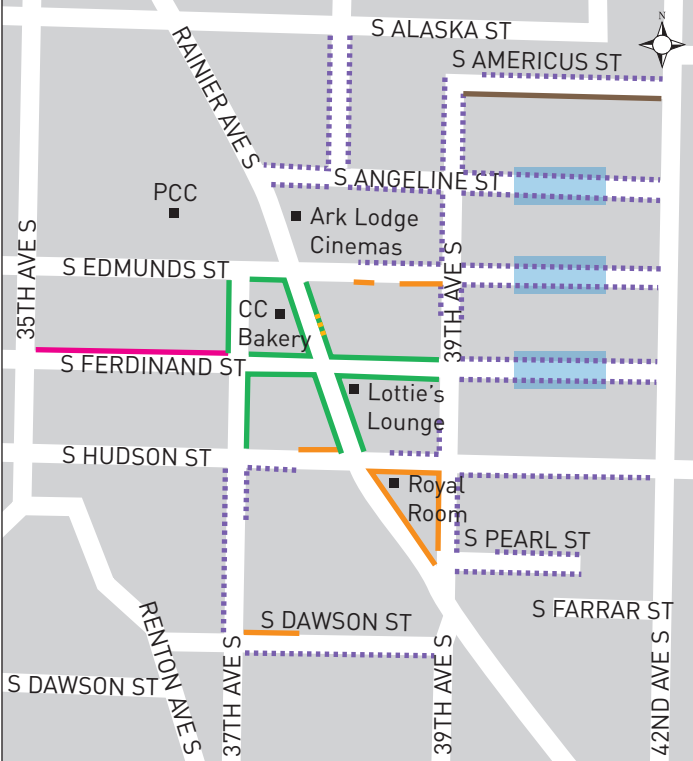 S ALASKA ST
N
RAINIER AVE S
S AMERICUS ST
PCC
S ANGELINE ST
Ark Lodge
Cinemas
35TH AVE S
S EDMUNDS ST
39TH AVE S
CC
Bakery
S FERDINAND ST
Lottie's
Lounge
S HUDSON ST
Royal
Room
S PEARL ST
RENTON AVE S
S DAWSON ST
S FARRAR ST
S DAWSON ST
37TH AVE S
39TH AVE S
42ND AVE S